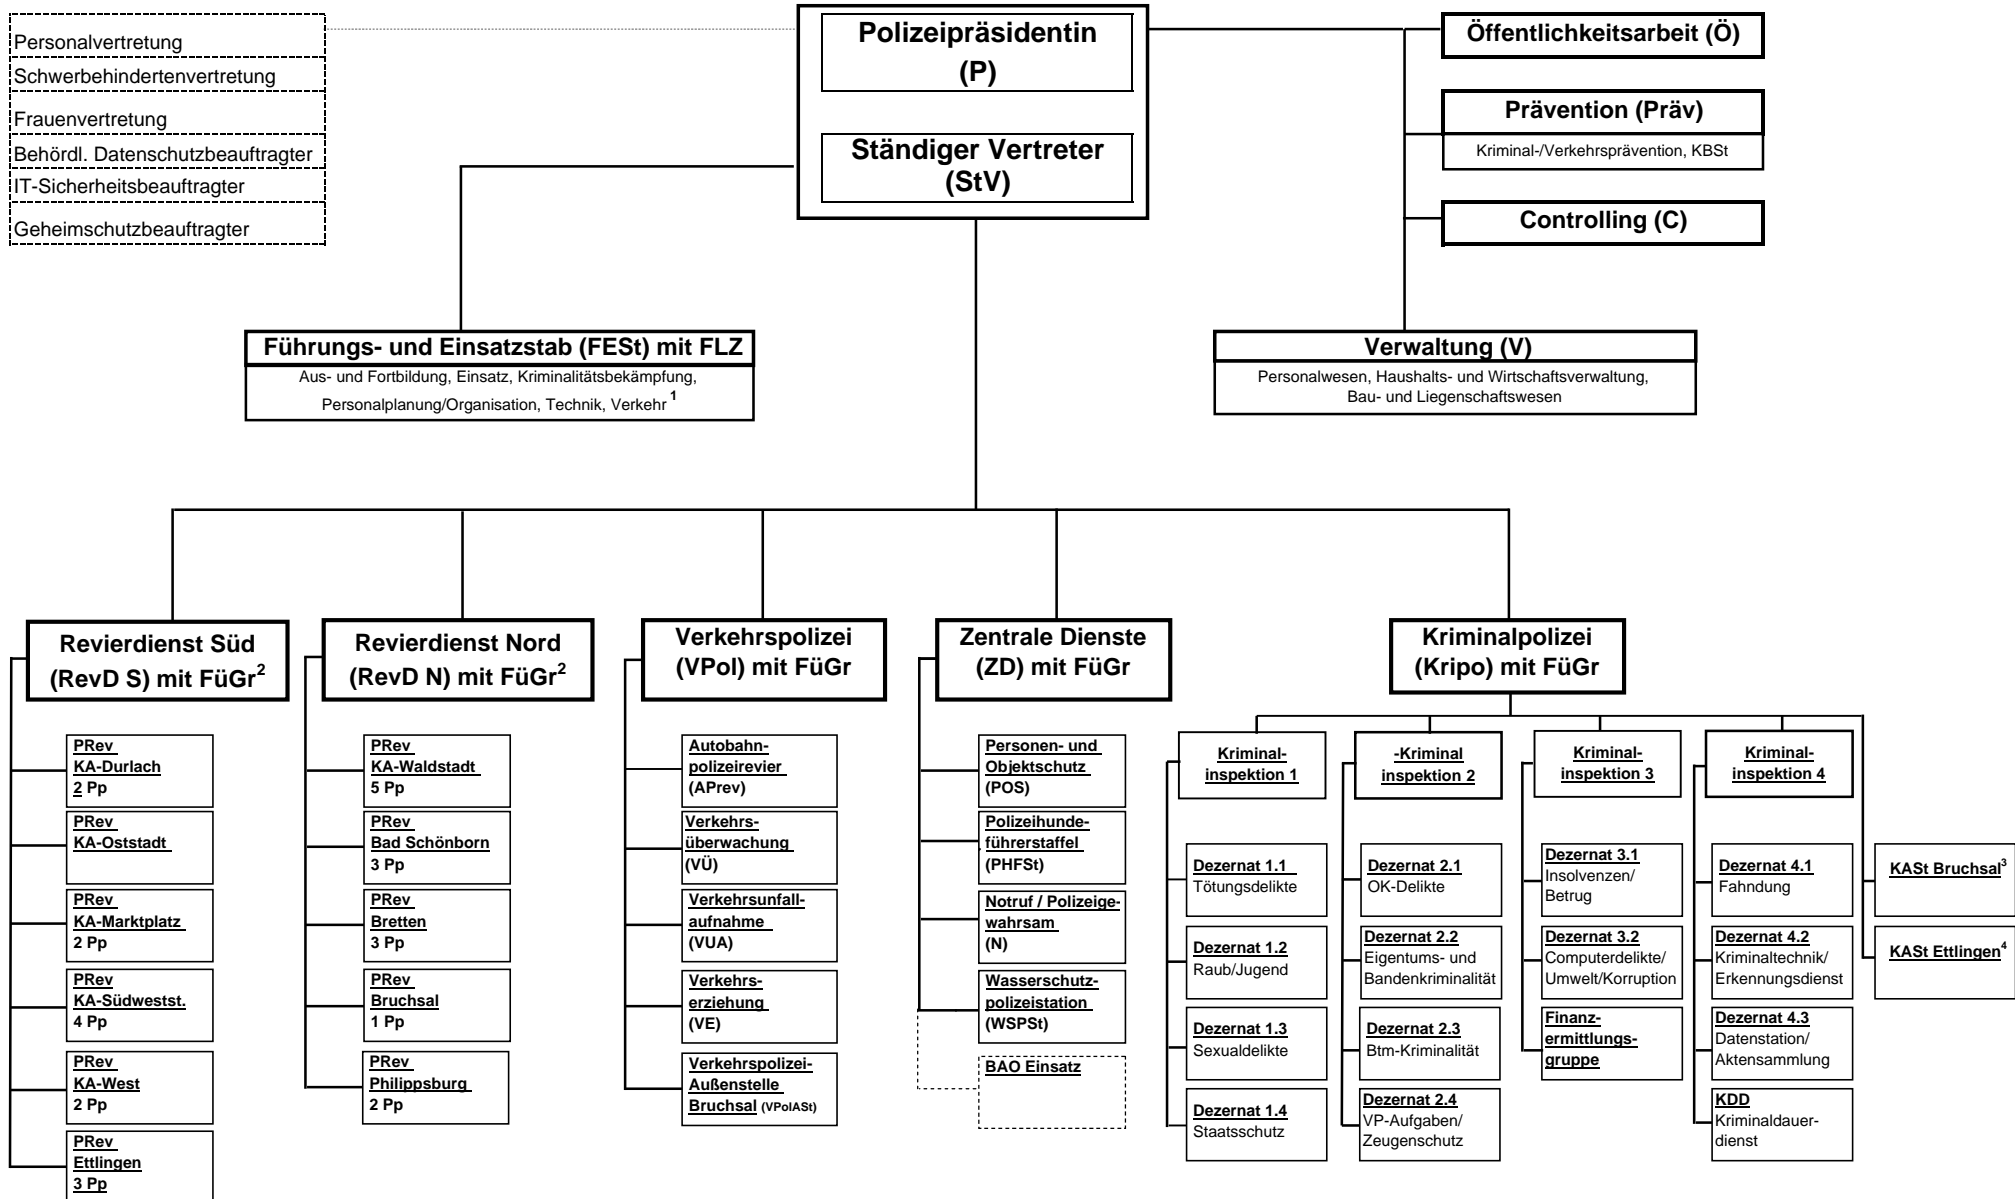 Personalvertretung
Schwerbehindertenvertretung
Frauenvertretung
Behördl. Datenschutzbeauftragter
IT-Sicherheitsbeauftragter
Geheimschutzbeauftragter
Polizeipräsidentin
(P)
Ständiger Vertreter
(StV)
Öffentlichkeitsarbeit (Ö)
Prävention (Präv)
Kriminal-/Verkehrsprävention, KBSt
Controlling (C)
Führungs- und Einsatzstab (FESt) mit FLZ
Aus- und Fortbildung, Einsatz, Kriminalitätsbekämpfung,
Personalplanung/Organisation, Technik, Verkehr 1
Verwaltung (V)
Personalwesen, Haushalts- und Wirtschaftsverwaltung,
Bau- und Liegenschaftswesen
Revierdienst Süd
(RevD S) mit FüGr2
PRev
KA-Durlach
2 Pp
PRev
KA-Oststadt
PRev
KA-Marktplatz
2 Pp
PRev
KA-Südwestst.
4 Pp
PRev
KA-West
2 Pp
PRev
Ettlingen
3 Pp
Revierdienst Nord
(RevD N) mit FüGr2
PRev
KA-Waldstadt
5 Pp
PRev
Bad Schönborn
3 Pp
PRev
Bretten
3 Pp
PRev
Bruchsal
1 Pp
PRev
Philippsburg
2 Pp
Verkehrspolizei
(VPol) mit FüGr
Autobahn-
polizeirevier
(APrev)
Verkehrs-
überwachung
(VÜ)
Verkehrsunfall-
aufnahme
(VUA)
Verkehrs-
erziehung
(VE)
Verkehrspolizei-
Außenstelle
Bruchsal (VPolASt)
Zentrale Dienste
(ZD) mit FüGr
Personen- und
Objektschutz
(POS)
Polizeihunde-
führerstaffel
(PHFSt)
Notruf / Polizeige-
wahrsam
(N)
Wasserschutz-
polizeistation
(WSPSt)
BAO Einsatz
Kriminalpolizei
(Kripo) mit FüGr
Kriminal-
inspektion 1
Dezernat 1.1
Tötungsdelikte
Dezernat 1.2
Raub/Jugend
Dezernat 1.3
Sexualdelikte
Dezernat 1.4
Staatsschutz
-Kriminal
inspektion 2
Dezernat 2.1
OK-Delikte
Dezernat 2.2
Eigentums- und
Bandenkriminalität
Dezernat 2.3
Btm-Kriminalität
Dezernat 2.4
VP-Aufgaben/
Zeugenschutz
Kriminal-
inspektion 3
Dezernat 3.1
Insolvenzen/
Betrug
Dezernat 3.2
Computerdelikte/
Umwelt/Korruption
Finanz-
ermittlungs-
gruppe
Kriminal-
inspektion 4
Dezernat 4.1
Fahndung
Dezernat 4.2
Kriminaltechnik/
Erkennungsdienst
Dezernat 4.3
Datenstation/
Aktensammlung
KDD
Kriminaldauer-
dienst
KASt Bruchsal3
KASt Ettlingen4